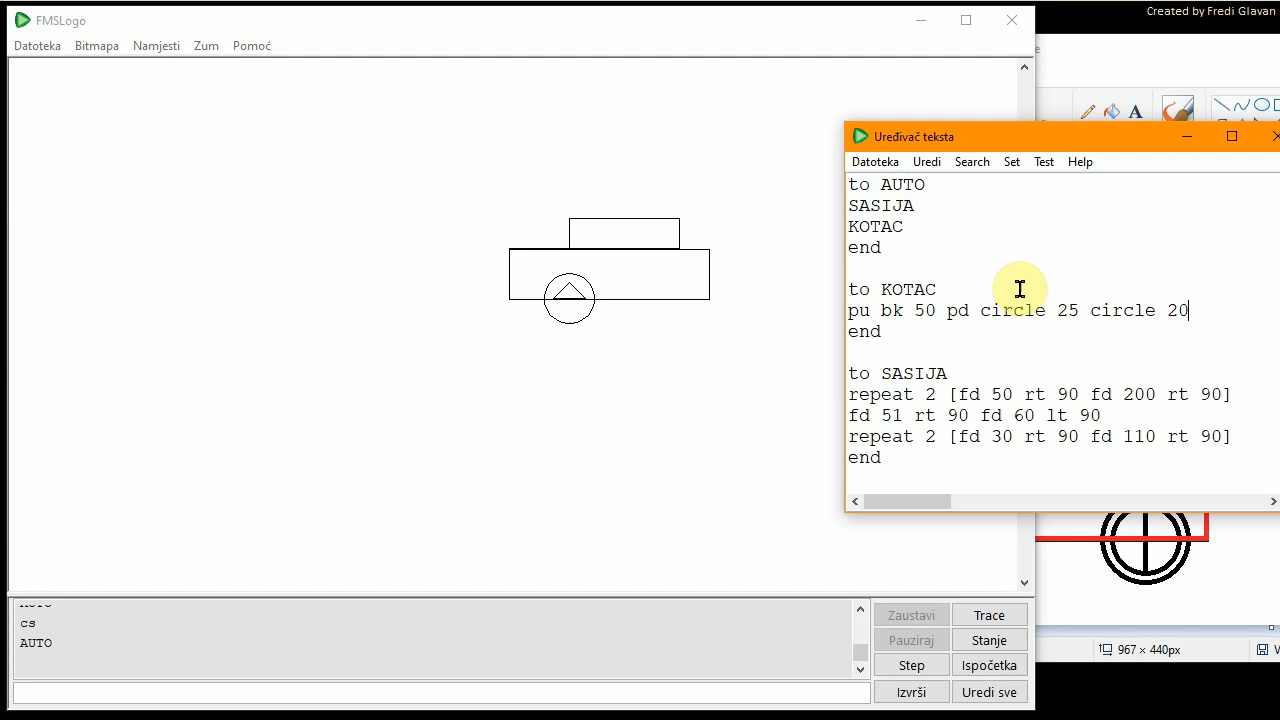 Created by Fredi Glavan
FMSLogo
Datoteka Bitmapa Namjesti Zum Pomoć
Uređivač teksta
Datoteka Uredi Search Set Test Help
to AUTO
SASIJA
KOTAC
end
to KOTAC
pu bk 50 pd circle 25 circle 20
end
to SASIJA
repeat 2 [fd 50 rt 90 fd 200 rt 90]
fd 51 rt 90 fd 60 lt 90
repeat 2 [fd 30 rt 90 fd 110 rt 90]
end
cs
AUTO
Zaustavi Trace
Pauziraj Stanje
Step Ispočetka
Izvrši Uredi sve
967 × 440px